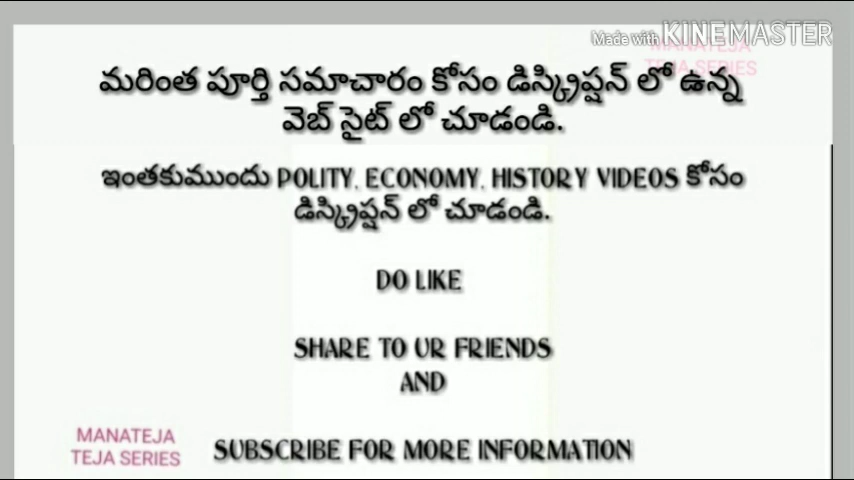 Made with KINEMASTER
MANATEJA
TEJA SERIES
మరింత పూర్తి సమాచారం కోసం డిస్క్రిప్షన్ లో ఉన్న
వెబ్ సైట్ లో చూడండి.
ఇంతకుముందు POLITY, ECONOMY, HISTORY VIDEOS కోసం
డిస్క్రిప్షన్ లో చూడండి.
DO LIKE
SHARE TO UR FRIENDS
AND
SUBSCRIBE FOR MORE INFORMATION
MANATEJA
TEJA SERIES